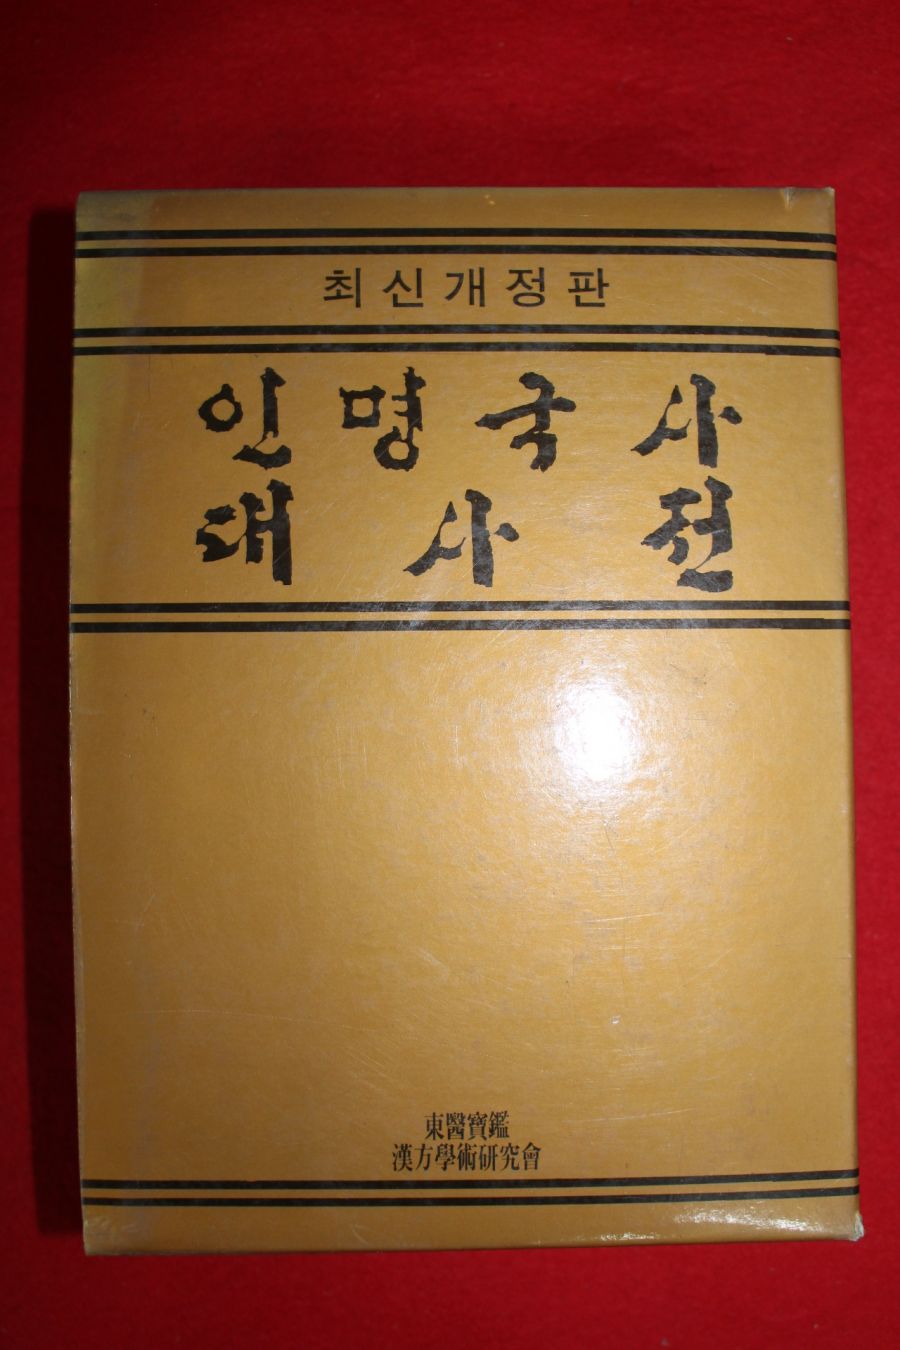 최신개정판
인명국사
대사전
東醫寶鑑
漢方學術研究會